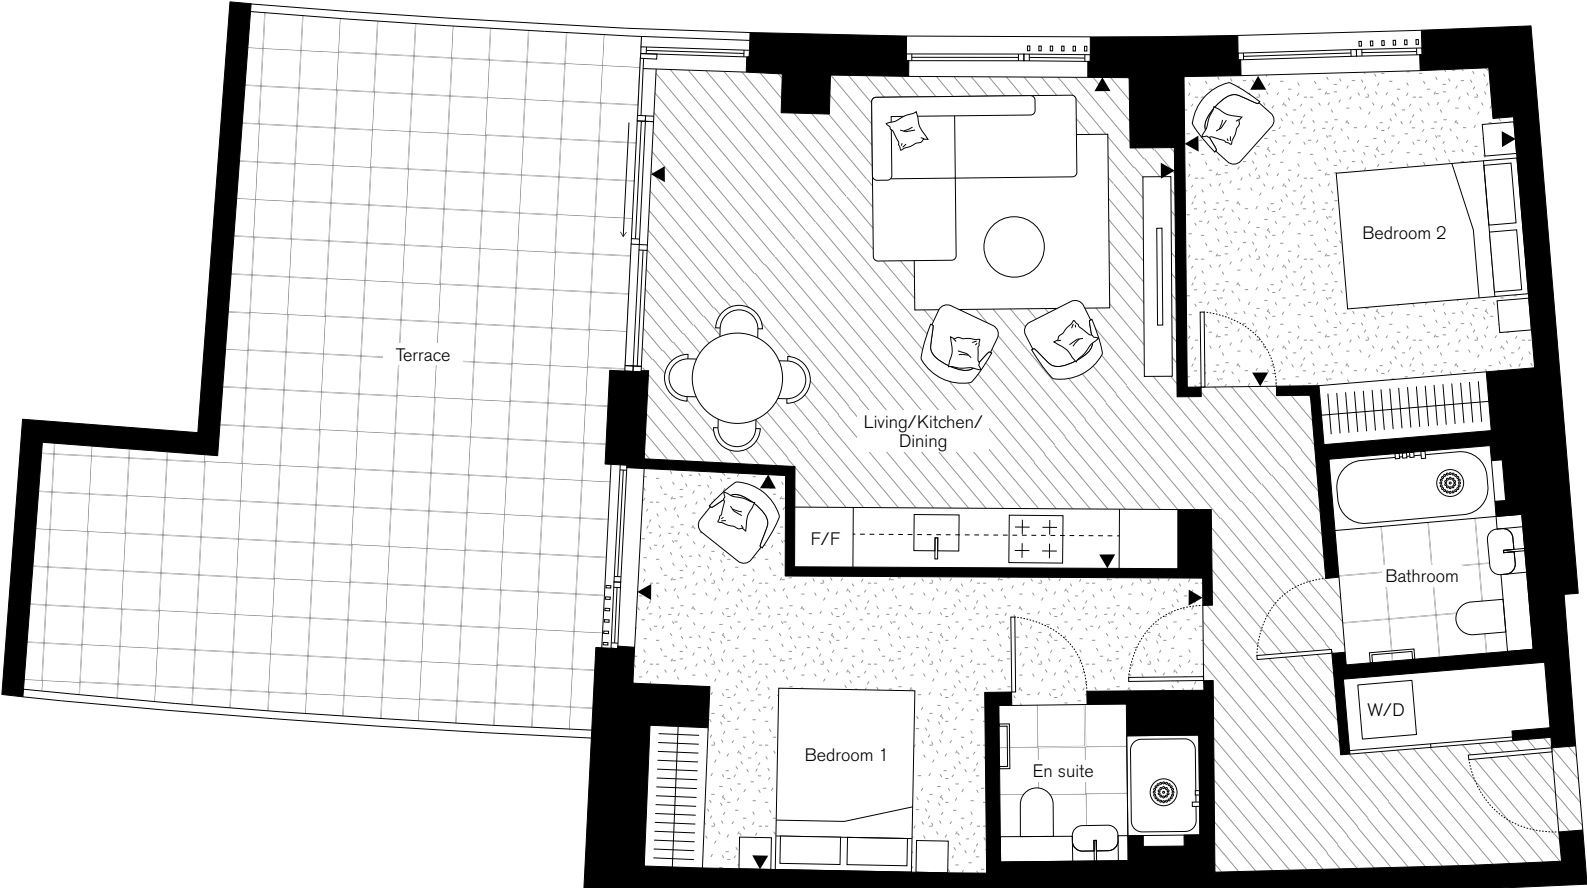 Bedroom 2
Terrace
Living/Kitchen/
Dining
F/F
Bathroom
W/D
Bedroom 1
En suite